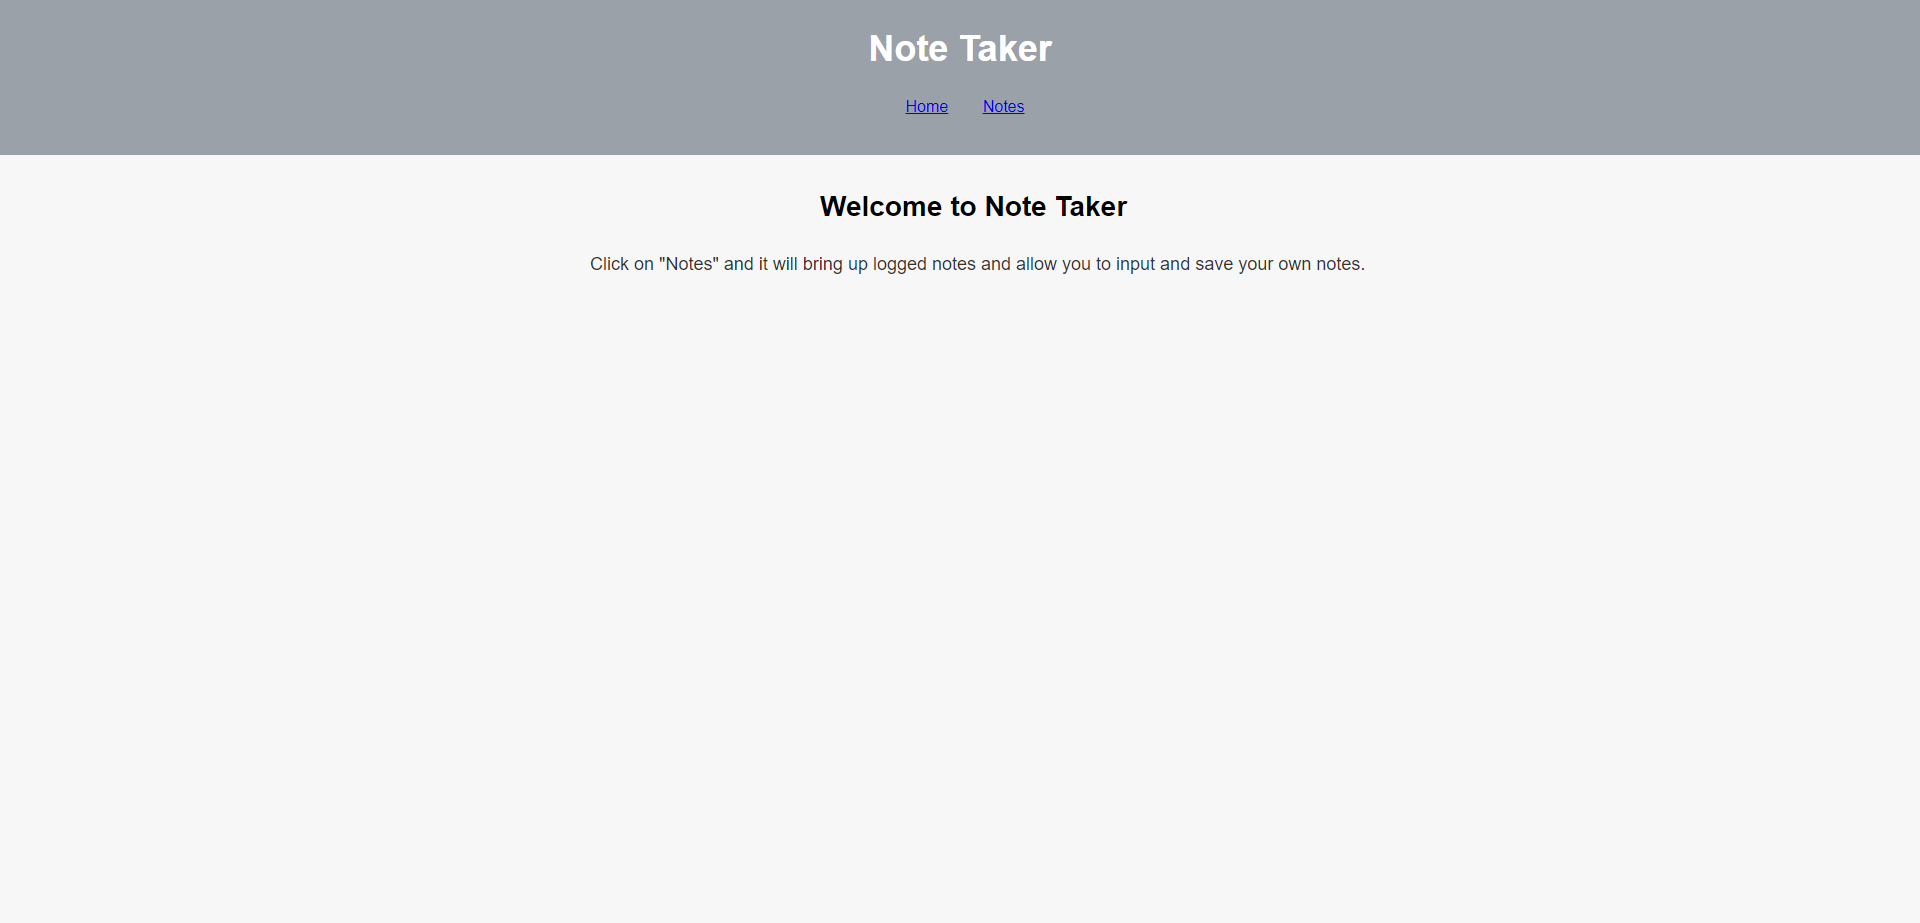 Note Taker
Home Notes
Welcome to Note Taker
Click on "Notes" and it will bring up logged notes and allow you to input and save your own notes.